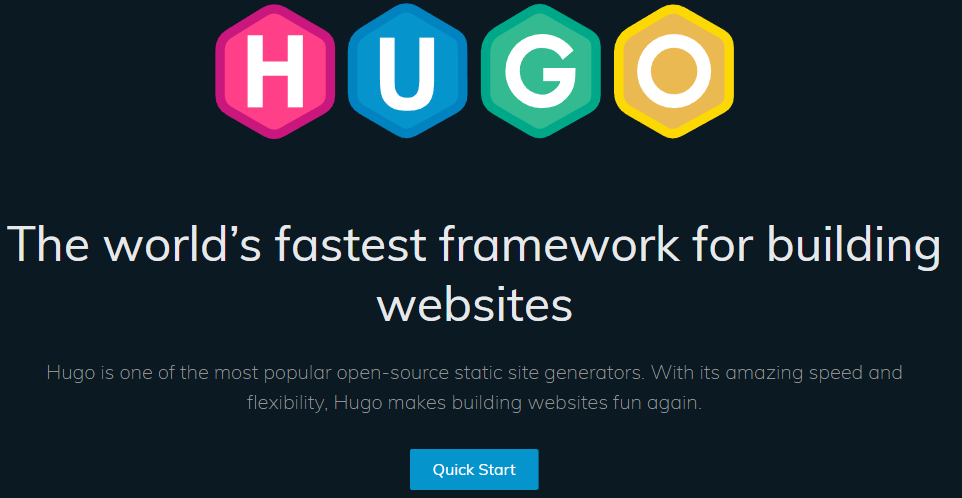 HUGO
The world’s fastest framework for building
websites
Hugo is one of the most popular open-source static site generators. With its amazing speed and
flexibility, Hugo makes building websites fun again.
Quick Start